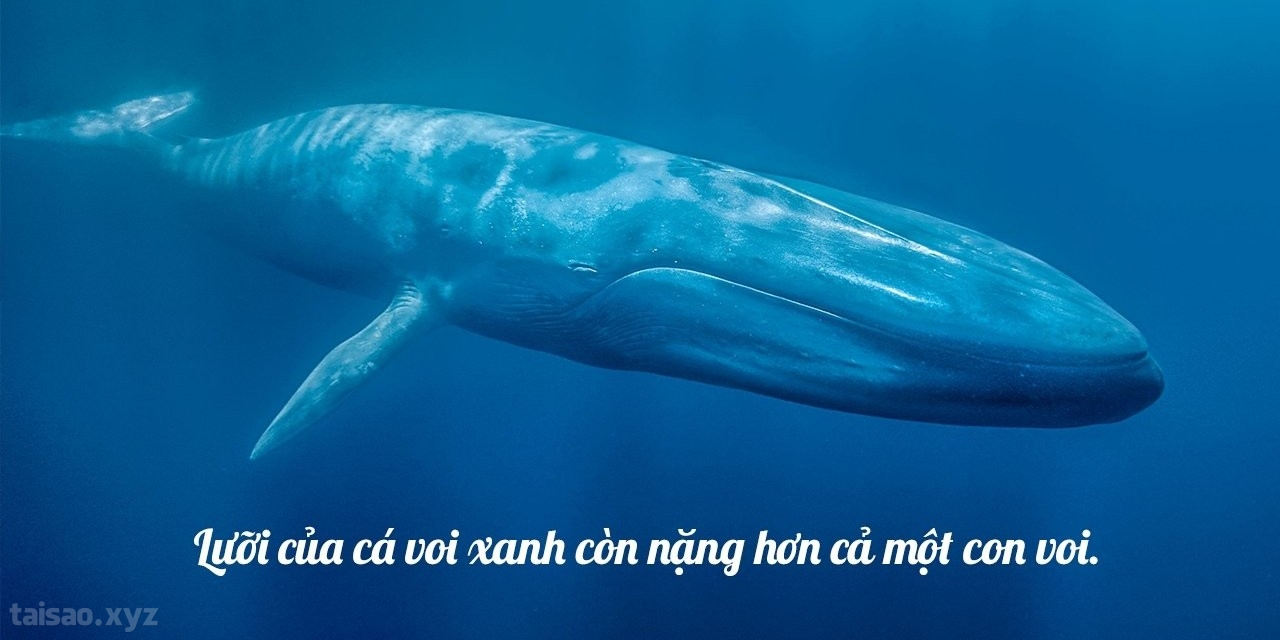 Lưỡi của cá voi xanh còn nặng hơn cả một con voi.
taisao.xyz